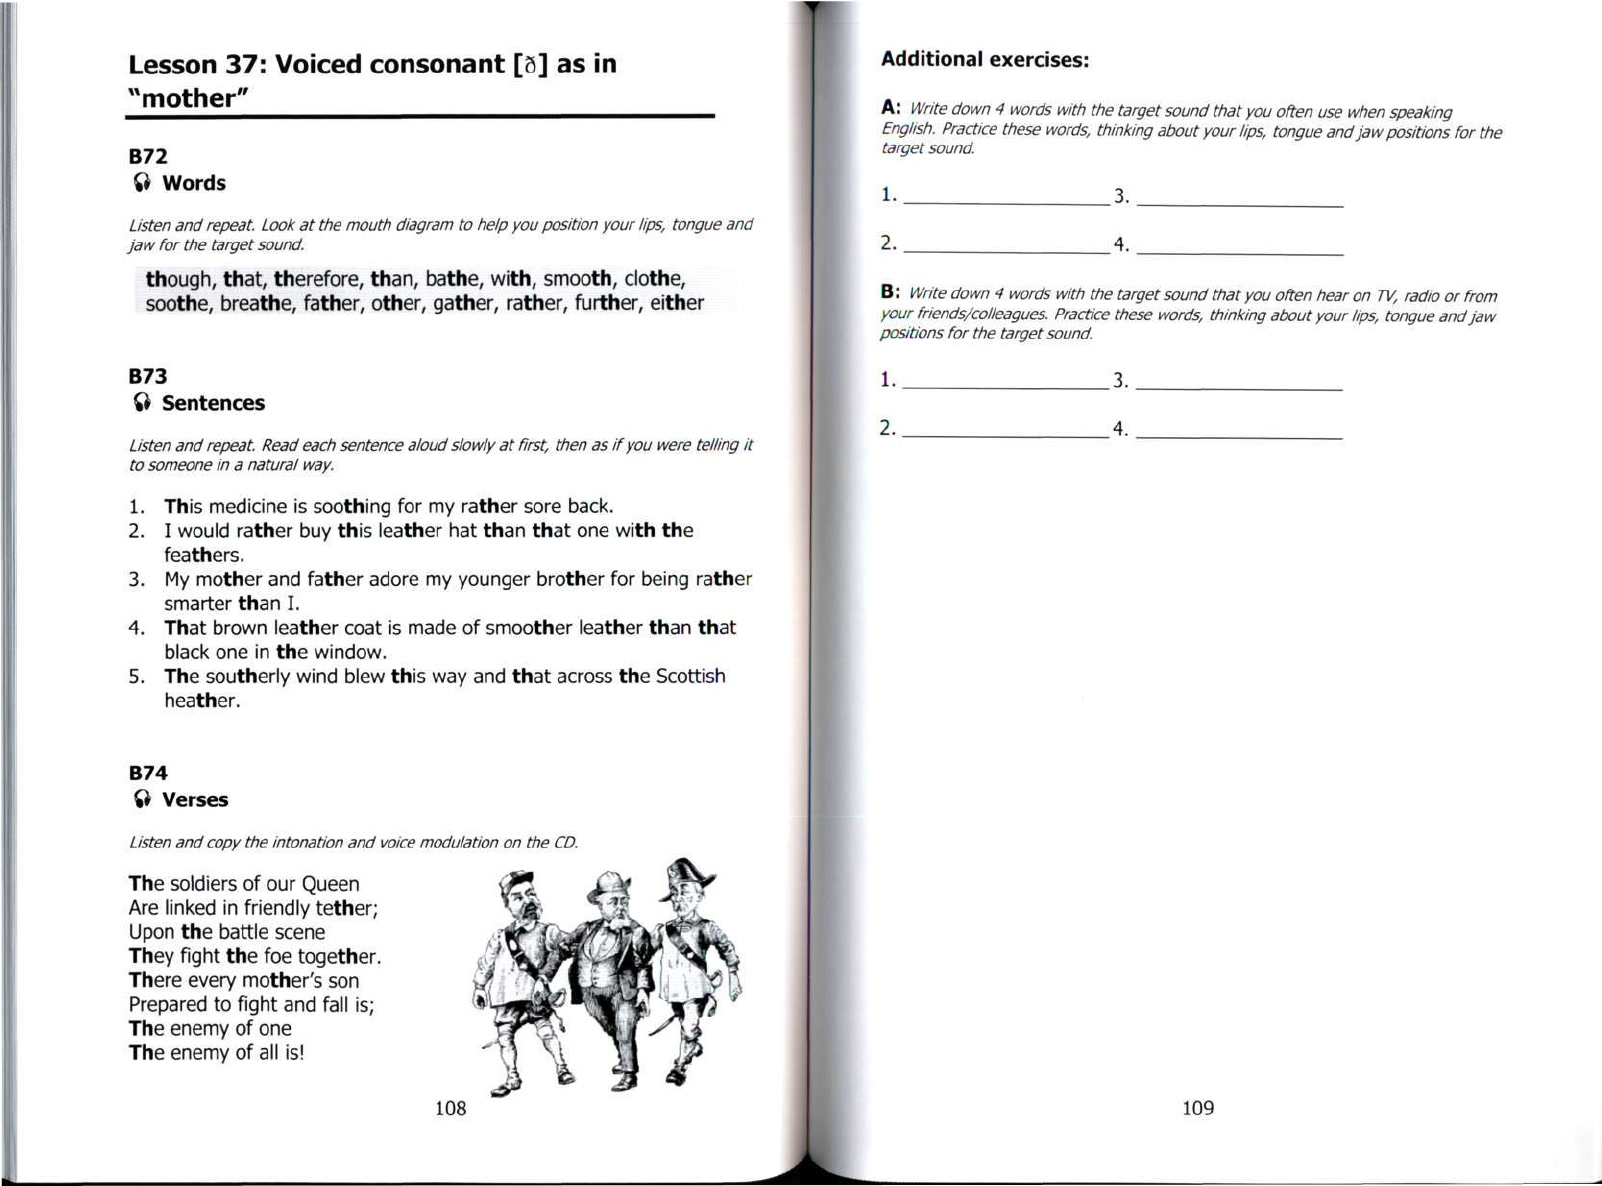 Lesson 37: Voiced consonant [ð] as in
"mother"
B72
Words
Listen and repeat. Look at the mouth diagram to help you position your lips, tongue and
jaw for the target sound.
though, that, therefore, than, bathe, with, smooth, clothe,
soothe, breathe, father, other, gather, rather, further, either
B73
Sentences
Listen and repeat. Read each sentence aloud slowly at first, then as if you were telling it
to someone in a natural way.
1. This medicine is soothing for my rather sore back.
2. I would rather buy this leather hat than that one with the
feathers.
3. My mother and father adore my younger brother for being rather
smarter than I.
4. That brown leather coat is made of smoother leather than that
black one in the window.
5. The southerly wind blew this way and that across the Scottish
heather.
B74
Verses
Listen and copy the intonation and voice modulation on the CD.
The soldiers of our Queen
Are linked in friendly tether;
Upon the battle scene
They fight the foe together.
There every mother's son
Prepared to fight and fall is;
The enemy of one
The enemy of all is!
108
Additional exercises:
A: Write down 4 words with the target sound that you often use when speaking
English. Practice these words, thinking about your lips, tongue and jaw positions for the
target sound.
1. ____________________ 3. ____________________
2. ____________________ 4. ____________________
B: Write down 4 words with the target sound that you often hear on TV, radio or from
your friends/colleagues. Practice these words, thinking about your lips, tongue and jaw
positions for the target sound.
1. ____________________ 3. ____________________
2. ____________________ 4. ____________________
109